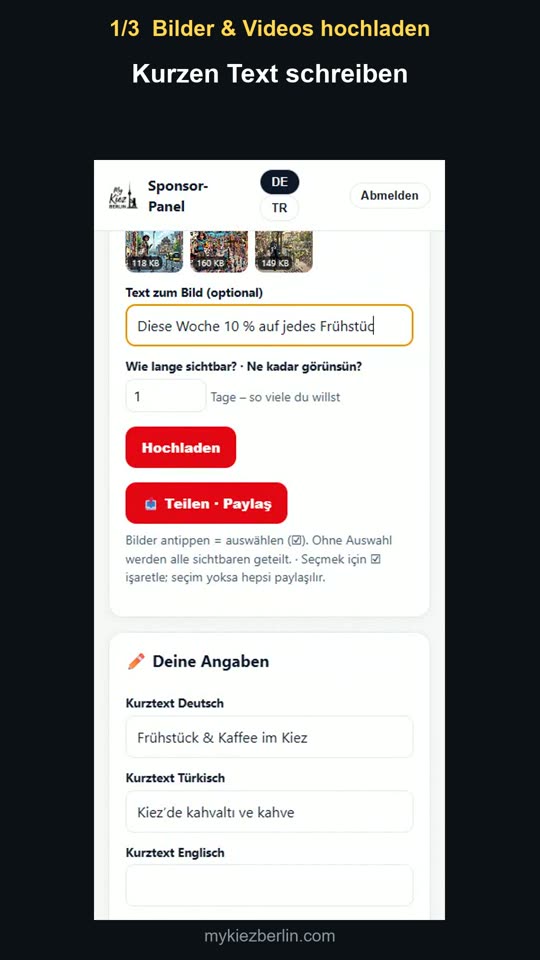 1/3 Bilder & Videos hochladen
Kurzen Text schreiben
My Kiez BERLIN
Sponsor-
Panel
DE
TR
Abmelden
118 KB
160 KB
149 KB
Text zum Bild (optional)
Diese Woche 10 % auf jedes Frühstüc
Wie lange sichtbar? · Ne kadar görünsün?
1
Tage – so viele du willst
Hochladen
Teilen · Paylaş
Bilder antippen = auswählen (☑). Ohne Auswahl
werden alle sichtbaren geteilt. · Seçmek için ☑
işaretle; seçim yoksa hepsi paylaşılır.
Deine Angaben
Kurztext Deutsch
Frühstück & Kaffee im Kiez
Kurztext Türkisch
Kiez'de kahvaltı ve kahve
Kurztext Englisch
mykiezberlin.com